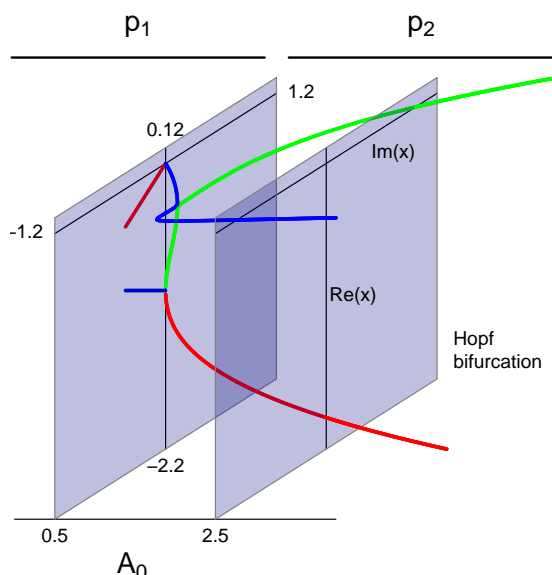 p1 p2
1.2
0.12
Im(x)
-1.2
Re(x)
Hopf
bifurcation
−2.2
0.5 2.5
A0